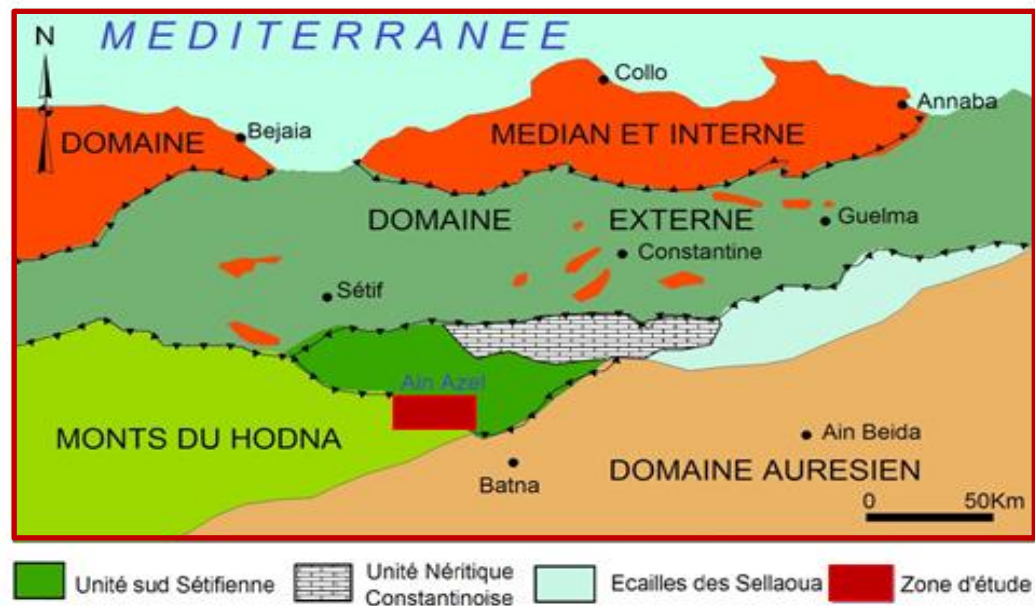 N
MEDITERRANEE
Collo
Annaba
Bejaia
DOMAINE
MEDIAN ET INTERNE
DOMAINE EXTERNE
Guelma
Constantine
Sétif
Ain Azel
MONTS DU HODNA
Ain Beida
Batna
DOMAINE AURESIEN
0 50Km
Unité sud Sétifienne
Unité Néritique
Constantinoise
Ecailles des Sellaoua
Zone d'étude